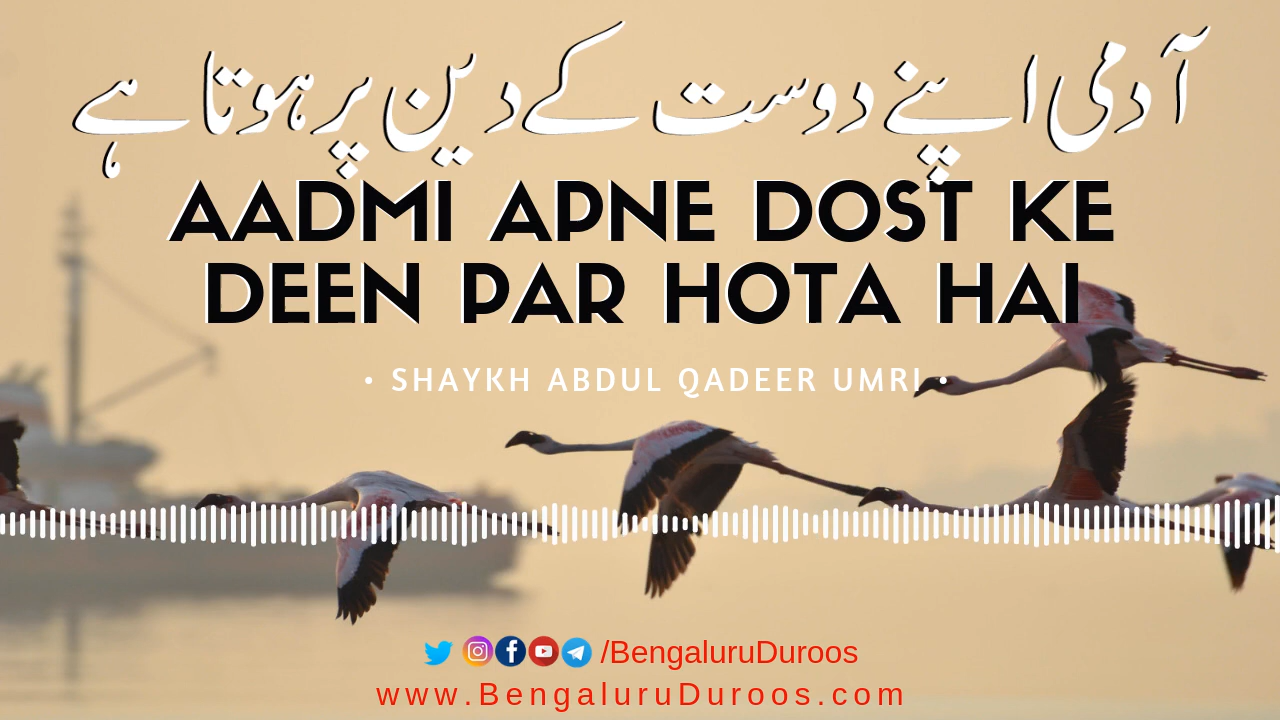 آدمی اپنے دوست کے دین پر ہوتا ہے
AADMI APNE DOST KE
DEEN PAR HOTA HAI
• SHAYKH ABDUL QADEER UMRI •
/BengaluruDuroos
www.BengaluruDuroos.com